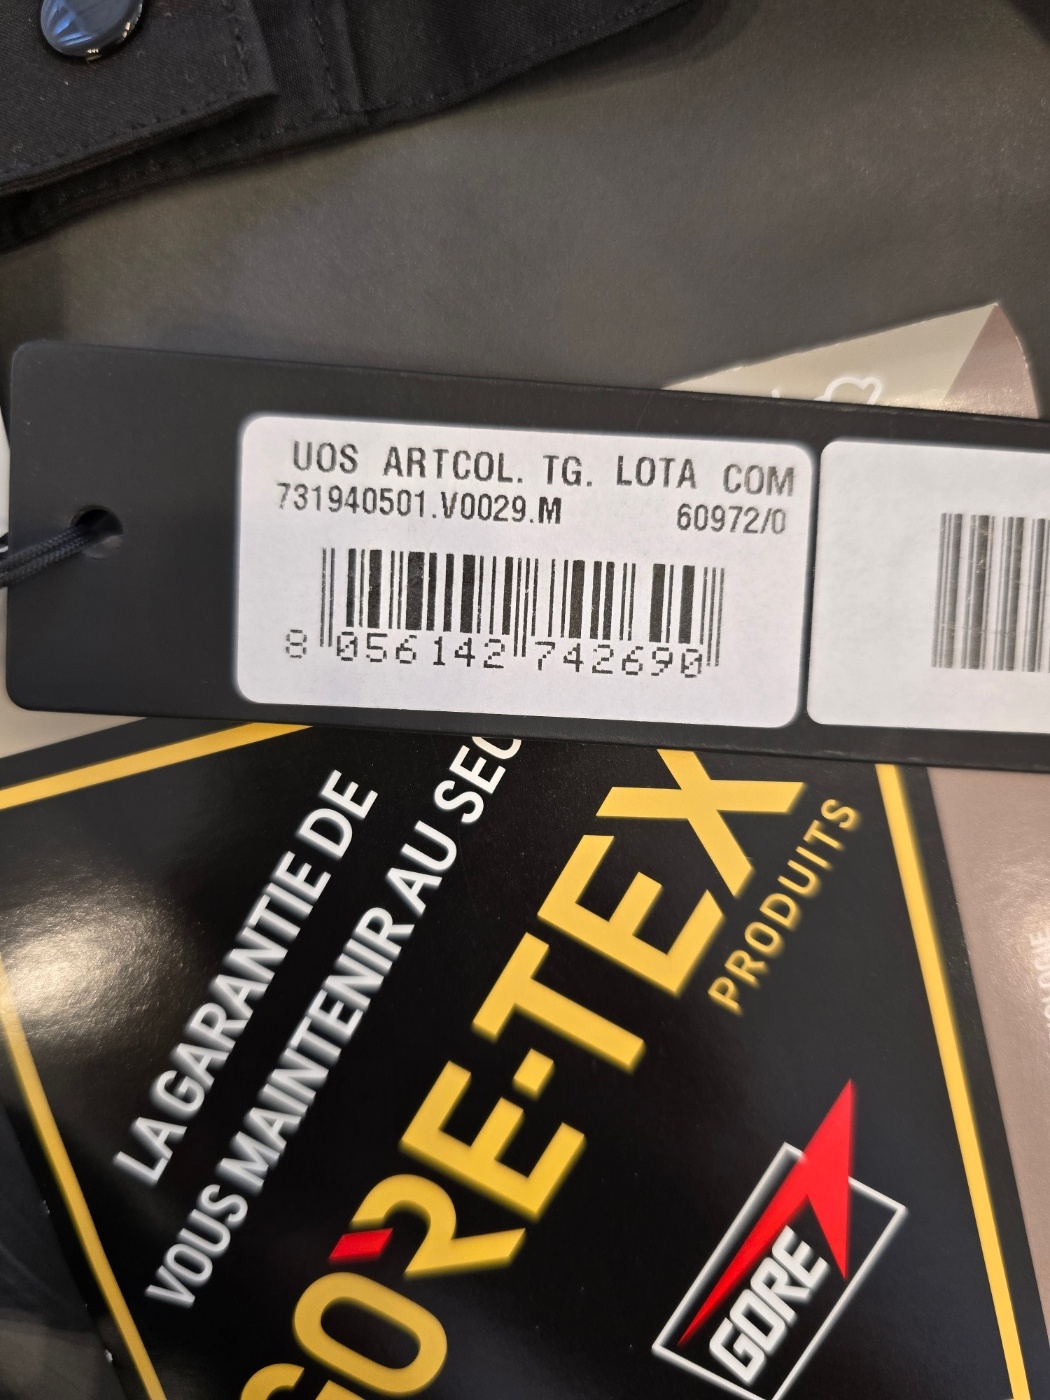 UOS ARTCOL. TG. LOTA COM
731940501.V0029.M 60972/0
8 056142 742690
LA GARANTIE DE
VOUS MAINTENIR AU SEC
GORE-TEX
PRODUITS
GORE